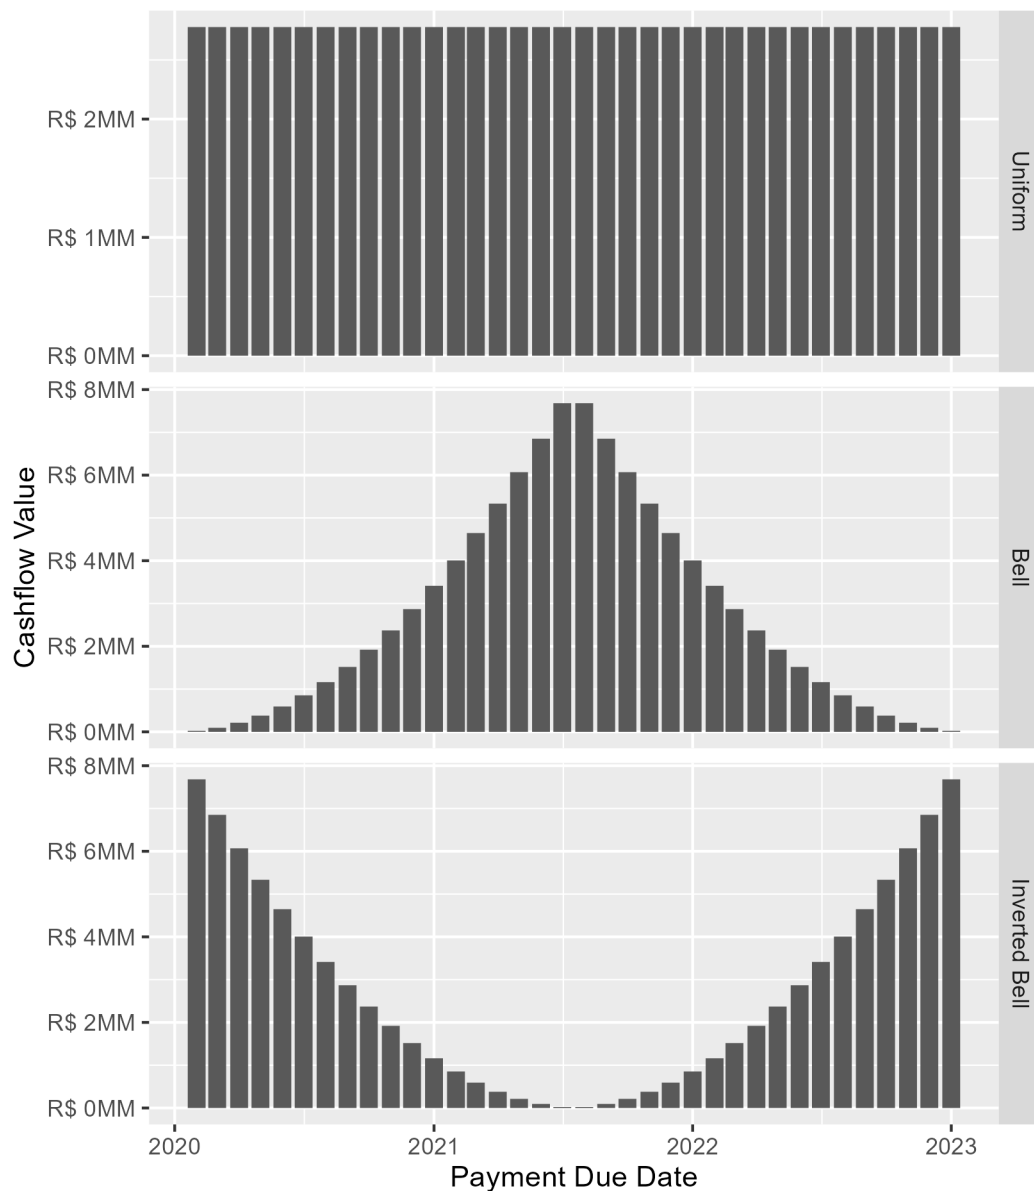 R$ 2MM
R$ 1MM
R$ 0MM
Uniform
R$ 8MM
R$ 6MM
R$ 4MM
R$ 2MM
R$ 0MM
Bell
R$ 8MM
R$ 6MM
R$ 4MM
R$ 2MM
R$ 0MM
Inverted Bell
Cashflow Value
2020 2021 2022 2023
Payment Due Date